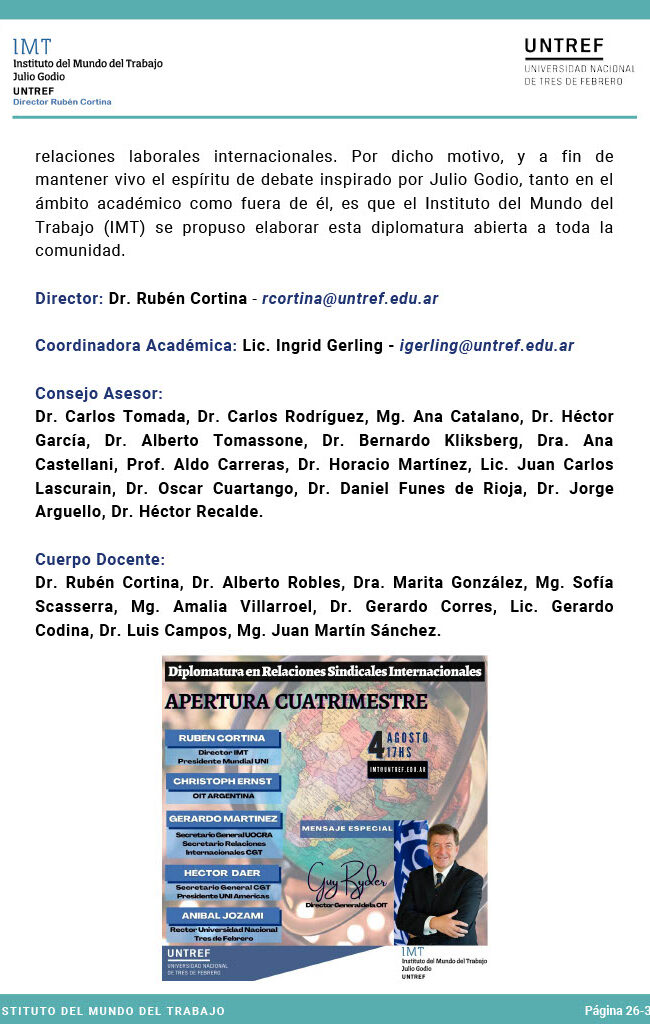 IMT
Instituto del Mundo del Trabajo
Julio Godio
UNTREF
Director Rubén Cortina
UNTREF
UNIVERSIDAD NACIONAL
DE TRES DE FEBRERO
relaciones laborales internacionales. Por dicho motivo, y a fin de
mantener vivo el espíritu de debate inspirado por Julio Godio, tanto en el
ámbito académico como fuera de él, es que el Instituto del Mundo del
Trabajo (IMT) se propuso elaborar esta diplomatura abierta a toda la
comunidad.
Director: Dr. Rubén Cortina - rcortina@untref.edu.ar
Coordinadora Académica: Lic. Ingrid Gerling - igerling@untref.edu.ar
Consejo Asesor:
Dr. Carlos Tomada, Dr. Carlos Rodríguez, Mg. Ana Catalano, Dr. Héctor
García, Dr. Alberto Tomassone, Dr. Bernardo Kliksberg, Dra. Ana
Castellani, Prof. Aldo Carreras, Dr. Horacio Martínez, Lic. Juan Carlos
Lascurain, Dr. Oscar Cuartango, Dr. Daniel Funes de Rioja, Dr. Jorge
Arguello, Dr. Héctor Recalde.
Cuerpo Docente:
Dr. Rubén Cortina, Dr. Alberto Robles, Dra. Marita González, Mg. Sofía
Scasserra, Mg. Amalia Villarroel, Dr. Gerardo Corres, Lic. Gerardo
Codina, Dr. Luis Campos, Mg. Juan Martín Sánchez.
Diplomatura en Relaciones Sindicales Internacionales
APERTURA CUATRIMESTRE
4 AGOSTO
17HS
IMT@UNTREF.EDU.AR
RUBÉN CORTINA
Director IMT
Presidente Mundial UNI
CHRISTOPH ERNST
OIT ARGENTINA
GERARDO MARTINEZ
Secretario General UOCRA
Secretario Relaciones
Internacionales CGT
HÉCTOR DAER
Secretario General CGT
Presidente UNI Americas
ANIBAL JOZAMI
Rector Universidad Nacional
Tres de Febrero
MENSAJE ESPECIAL
Guy Ryder
Director General de la OIT
UNTREF
UNIVERSIDAD NACIONAL
DE TRES DE FEBRERO
IMT
Instituto del Mundo del Trabajo
Julio Godio
UNTREF
STITUTO DEL MUNDO DEL TRABAJO
Página 26-3